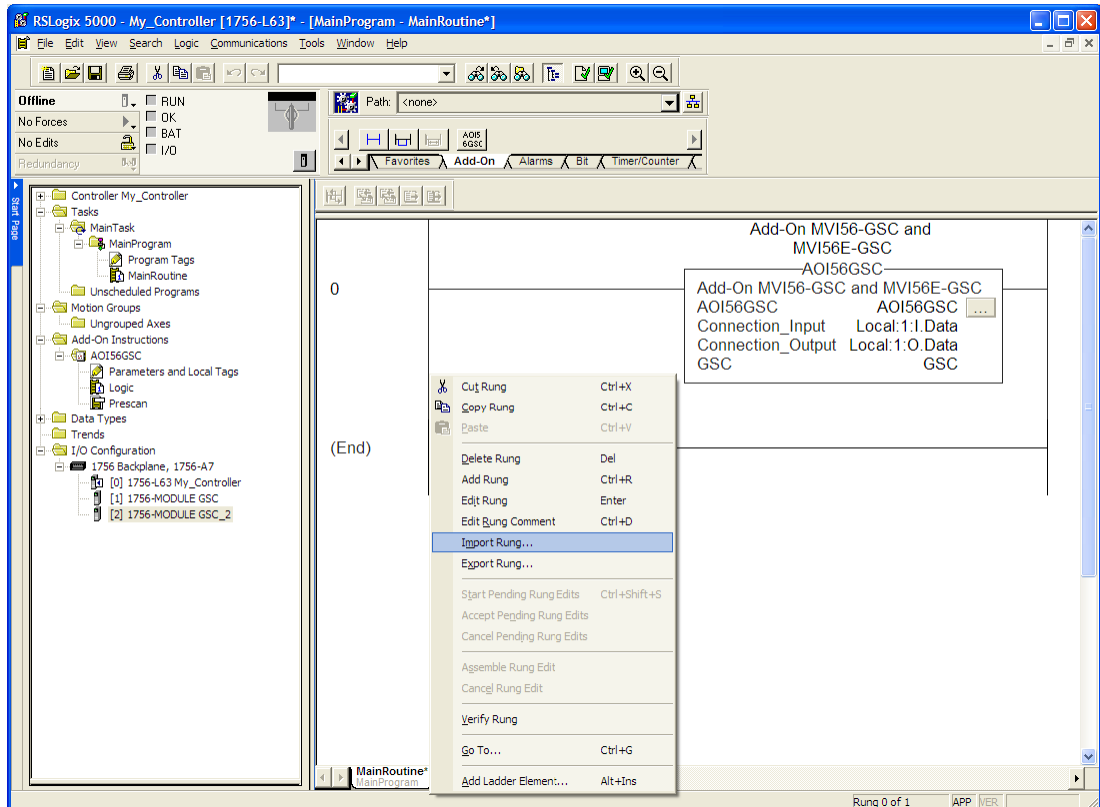 RSLogix 5000 - My_Controller [1756-L63]* - [MainProgram - MainRoutine*]
File Edit View Search Logic Communications Tools Window Help
Offline
RUN
No Forces
OK
No Edits
BAT
Redundancy
I/O
Path: <none>
AOI5
6GSC
Favorites Add-On Alarms Bit Timer/Counter
Start Page
Controller My_Controller
Tasks
MainTask
MainProgram
Program Tags
MainRoutine
Unscheduled Programs
Motion Groups
Ungrouped Axes
Add-On Instructions
AOI56GSC
Parameters and Local Tags
Logic
Prescan
Data Types
Trends
I/O Configuration
1756 Backplane, 1756-A7
[0] 1756-L63 My_Controller
[1] 1756-MODULE GSC
[2] 1756-MODULE GSC_2
0
(End)
Add-On MVI56-GSC and
MVI56E-GSC
AOI56GSC
Add-On MVI56-GSC and MVI56E-GSC
AOI56GSC AOI56GSC ...
Connection_Input Local:1:I.Data
Connection_Output Local:1:O.Data
GSC GSC
Cut Rung Ctrl+X
Copy Rung Ctrl+C
Paste Ctrl+V
Delete Rung Del
Add Rung Ctrl+R
Edit Rung Enter
Edit Rung Comment Ctrl+D
Import Rung...
Export Rung...
Start Pending Rung Edits Ctrl+Shift+S
Accept Pending Rung Edits
Cancel Pending Rung Edits
Assemble Rung Edit
Cancel Rung Edit
Verify Rung
Go To... Ctrl+G
Add Ladder Element... Alt+Ins
MainRoutine*
MainProgram
Rung 0 of 1 APP VER